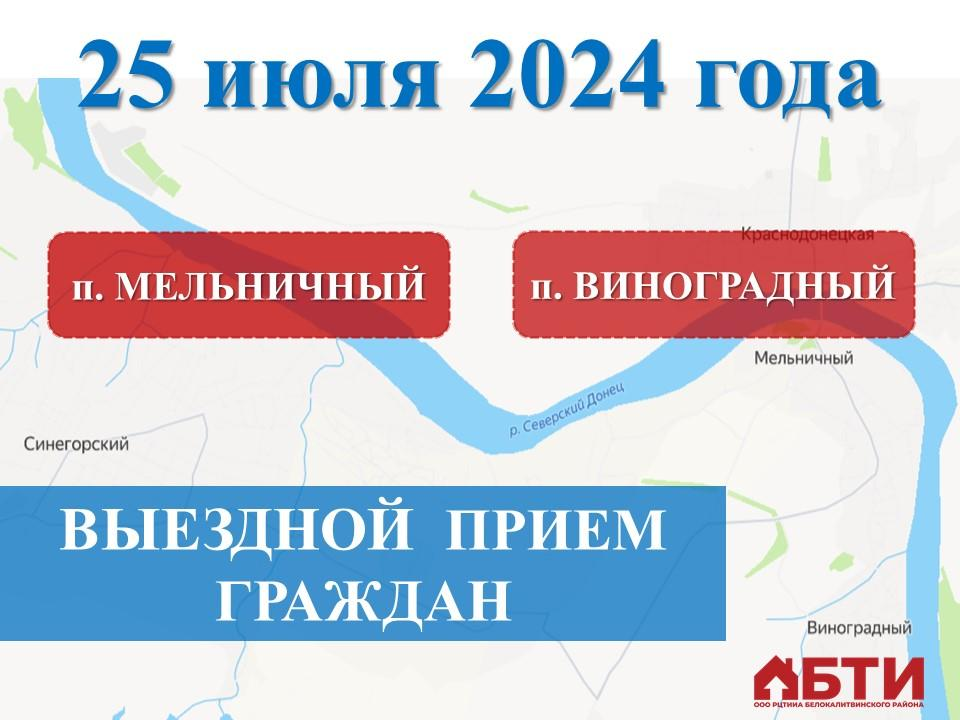 25 июля 2024 года
Краснодонецкая
п. МЕЛЬНИЧНЫЙ
п. ВИНОГРАДНЫЙ
Мельничный
р. Северский Донец
Синегорский
ВЫЕЗДНОЙ ПРИЕМ
ГРАЖДАН
Виноградный
БТИ
ООО РЦТИИА БЕЛОКАЛИТВИНСКОГО РАЙОНА